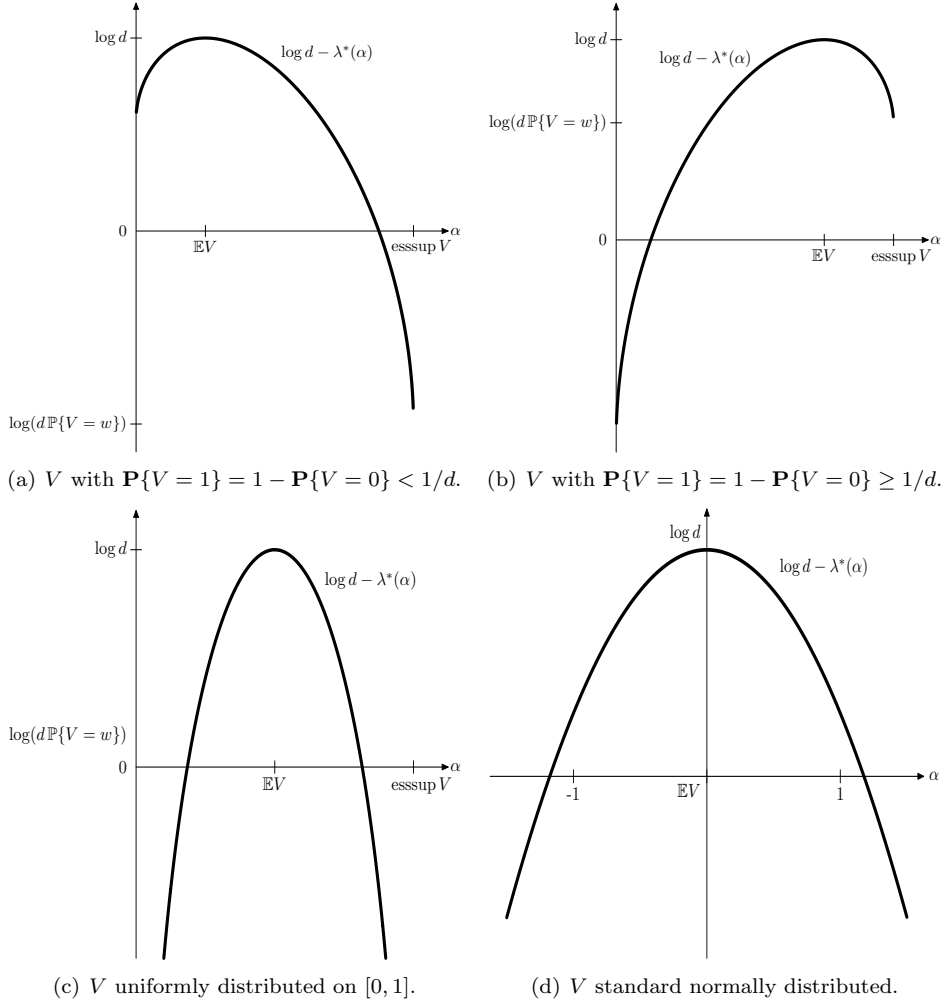 log d
log d − λ*(α)
0
𝔼V
esssup V
α
log(d ℙ{V = w})
(a) V with P{V = 1} = 1 − P{V = 0} < 1/d.
log d
log d − λ*(α)
log(d ℙ{V = w})
0
α
𝔼V
esssup V
(b) V with P{V = 1} = 1 − P{V = 0} ≥ 1/d.
log d
log d − λ*(α)
log(d ℙ{V = w})
0
α
𝔼V
esssup V
(c) V uniformly distributed on [0, 1].
log d
log d − λ*(α)
α
-1
𝔼V
1
(d) V standard normally distributed.